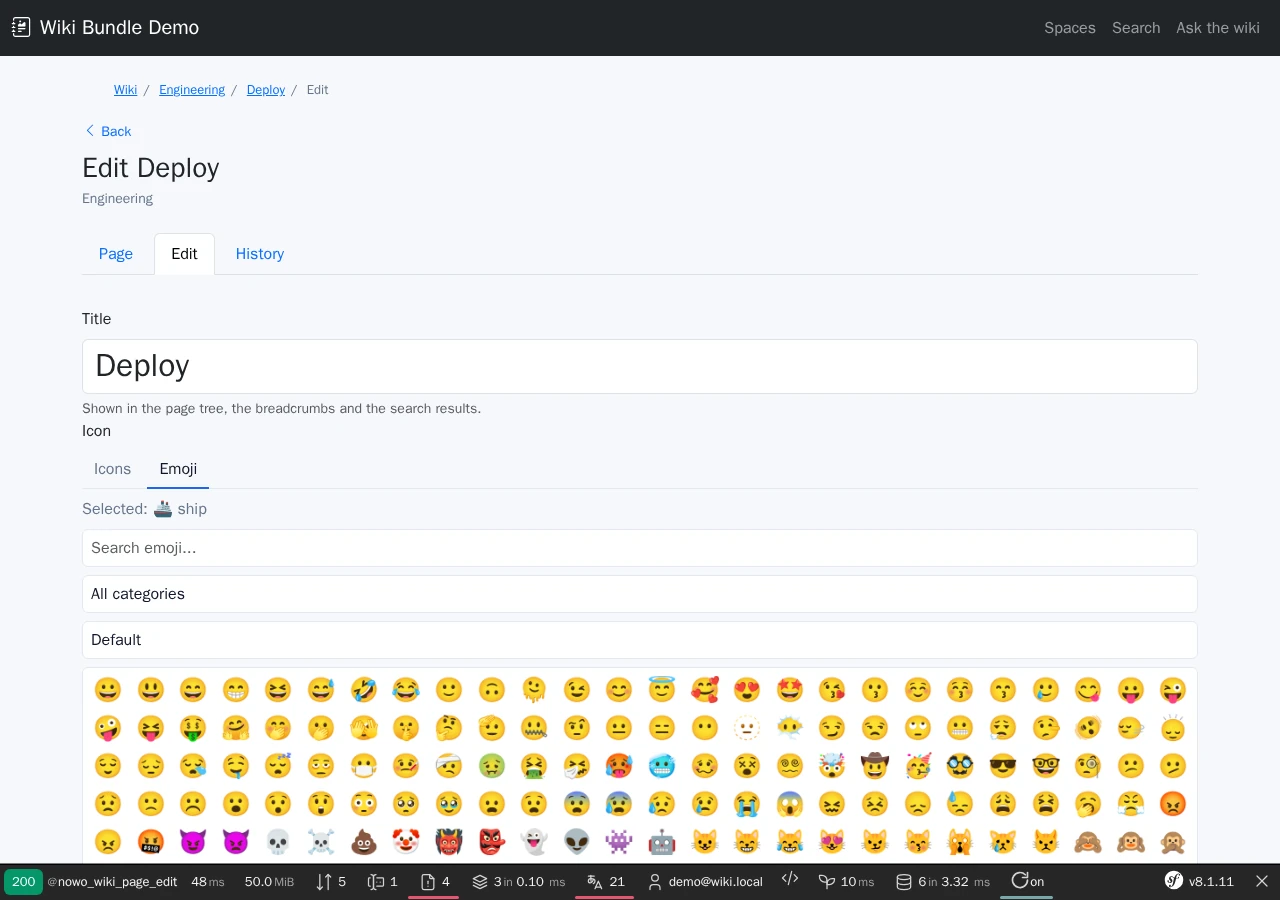 Wiki Bundle Demo
Spaces Search Ask the wiki
Wiki / Engineering / Deploy / Edit
Back
Edit Deploy
Engineering
Page Edit History
Title
Deploy
Shown in the page tree, the breadcrumbs and the search results.
Icon
Icons Emoji
Selected: 🚢 ship
Search emoji...
All categories
Default
200 @nowo_wiki_page_edit 48 ms 50.0 MiB 5 1 4 3 in 0.10 ms 21 demo@wiki.local 10 ms 6 in 3.32 ms on v8.1.11